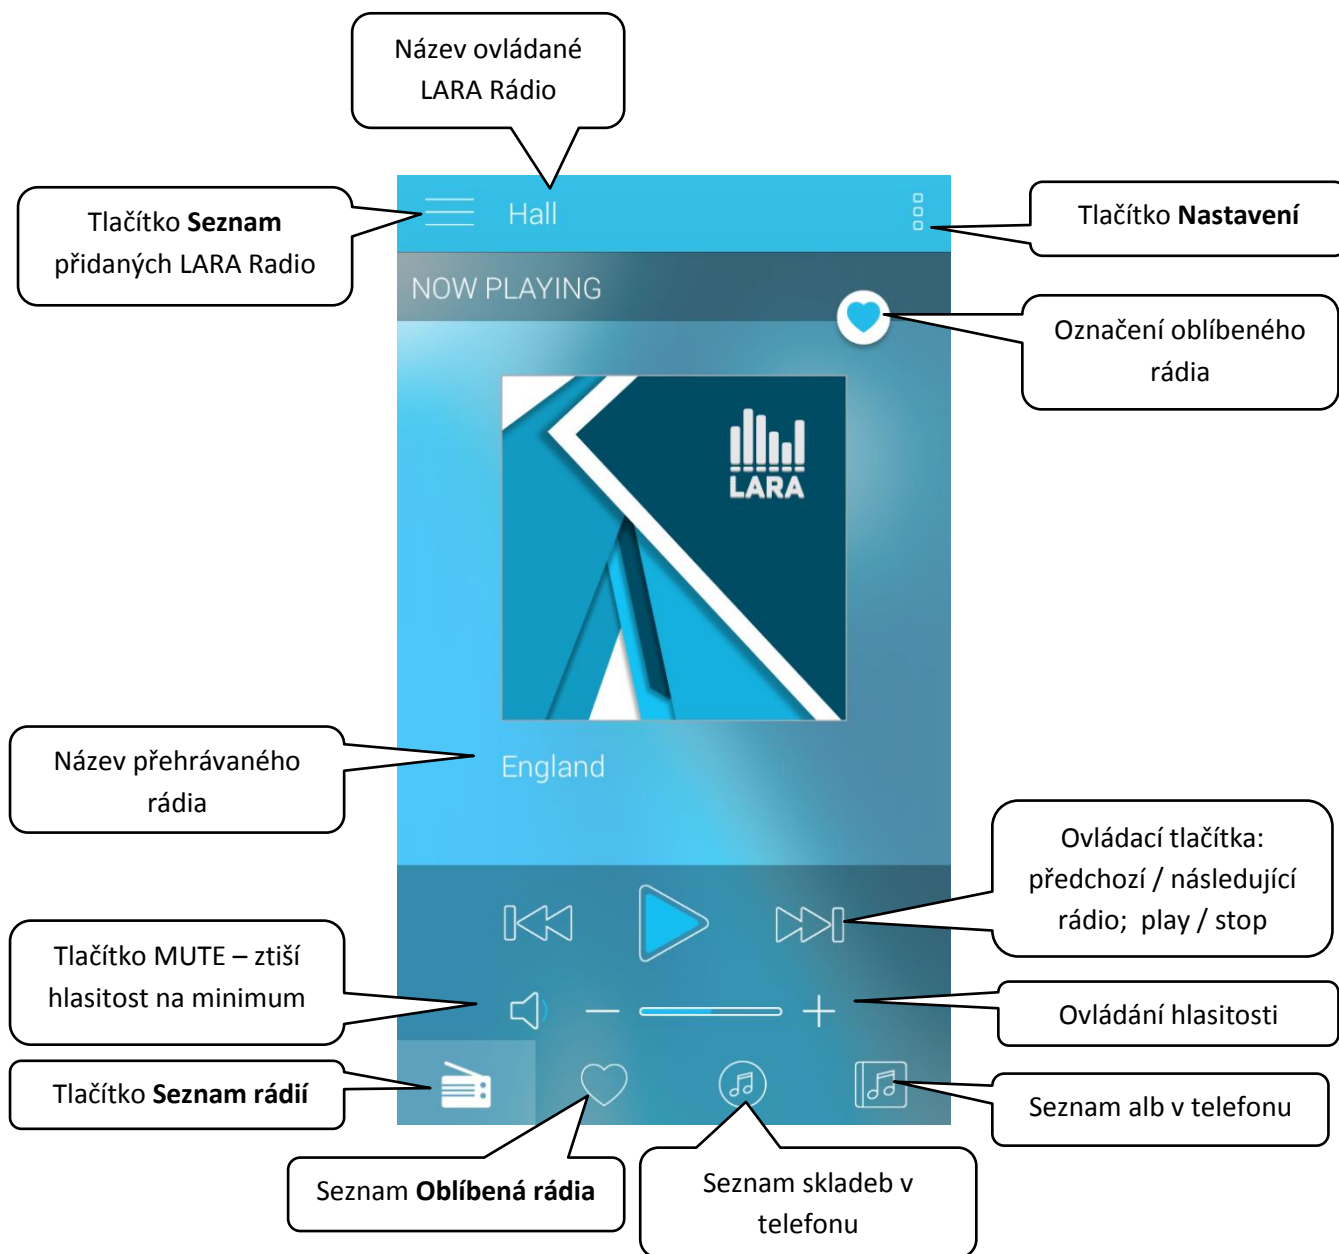 Název ovládané
LARA Rádio
Tlačítko Seznam
přidaných LARA Radio
Hall
Tlačítko Nastavení
NOW PLAYING
Označení oblíbeného
rádia
LARA
Název přehrávaného
rádia
England
Ovládací tlačítka:
předchozí / následující
rádio;  play / stop
Tlačítko MUTE – ztiší
hlasitost na minimum
Ovládání hlasitosti
Tlačítko Seznam rádií
Seznam alb v telefonu
Seznam Oblíbená rádia
Seznam skladeb v
telefonu